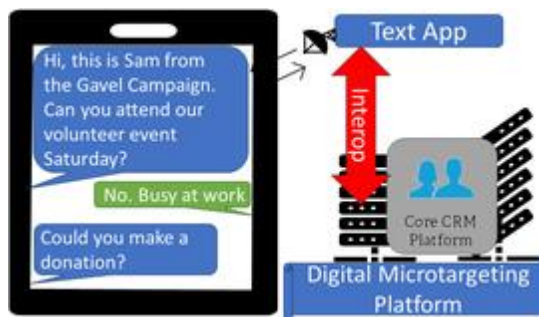 Hi, this is Sam from
the Gavel Campaign.
Can you attend our
volunteer event
Saturday?
No. Busy at work
Could you make a
donation?
Text App
Interop
Core CRM
Platform
Digital Microtargeting
Platform